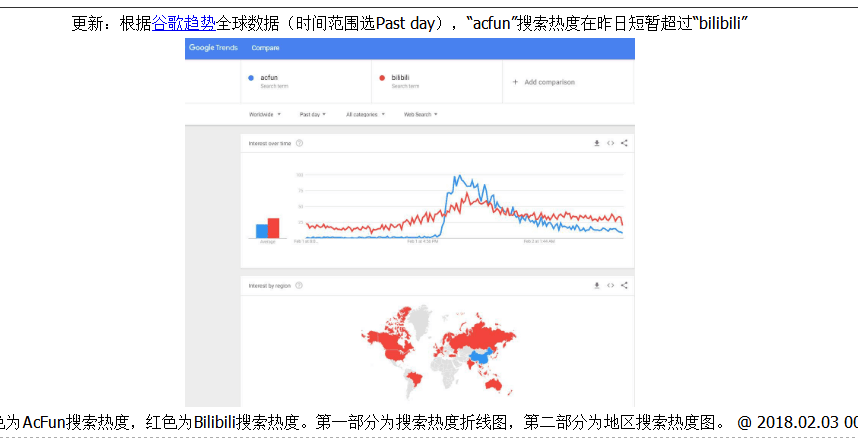 更新：根据谷歌趋势全球数据（时间范围选Past day），“acfun”搜索热度在昨日短暂超过“bilibili”
Google Trends Compare
acfun
Search term
bilibili
Search term
+ Add comparison
Worldwide Past day All categories Web Search
Interest over time
100
75
50
25
Average
Feb 1 at
Interest by region
色为AcFun搜索热度，红色为Bilibili搜索热度。第一部分为搜索热度折线图，第二部分为地区搜索热度图。 @ 2018.02.03 00